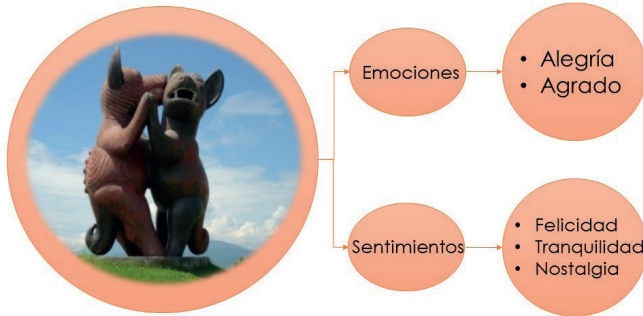 Emociones
• Alegría
• Agrado
Sentimientos
• Felicidad
• Tranquilidad
• Nostalgia